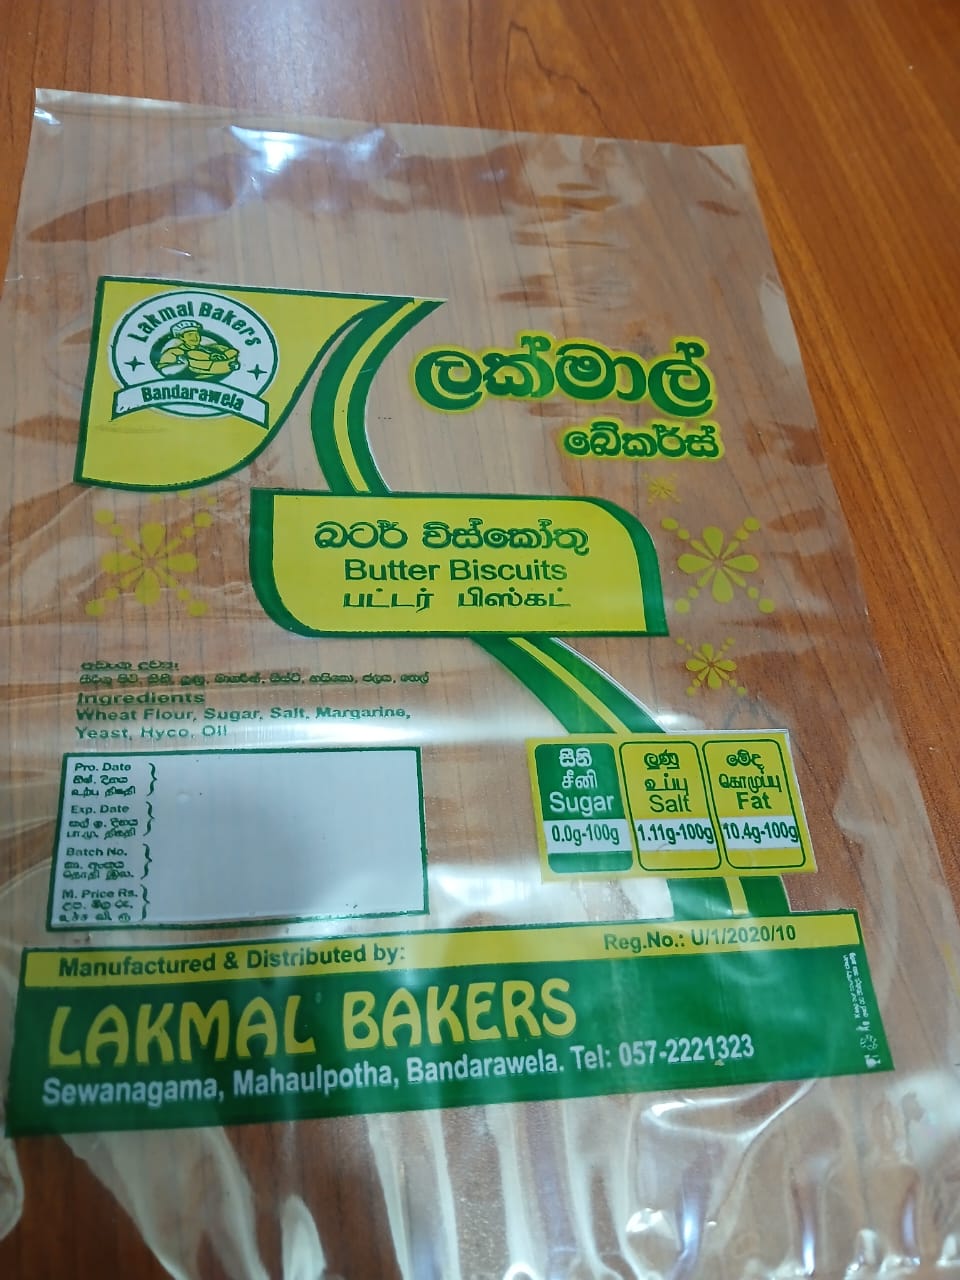 Lakmal Bakers
Bandarawela
ලක්මාල්
බේකර්ස්
බටර් විස්කෝතු
Butter Biscuits
பட்டர் பிஸ்கட்
Ingredients
Wheat Flour, Sugar, Salt, Margarine,
Yeast, Hyco, Oil
Pro. Date
Exp. Date
Batch No.
M. Price Rs.
සීනි
சீனி
Sugar
0.0g-100g
ලුණු
உப்பு
Salt
1.11g-100g
මේද
கொழுப்பு
Fat
10.4g-100g
Manufactured & Distributed by:
Reg.No.: U/1/2020/10
LAKMAL BAKERS
Sewanagama, Mahaulpotha, Bandarawela. Tel: 057-2221323